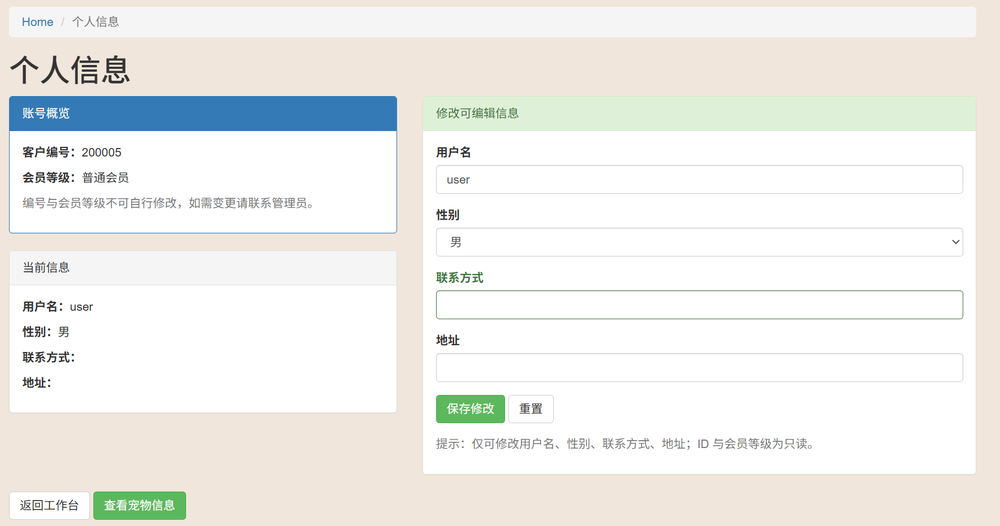 Home / 个人信息
个人信息
账号概览
客户编号：200005
会员等级：普通会员
编号与会员等级不可自行修改，如需变更请联系管理员。
当前信息
用户名：user
性别：男
联系方式：
地址：
修改可编辑信息
用户名
user
性别
男
联系方式
地址
保存修改 重置
提示：仅可修改用户名、性别、联系方式、地址；ID 与会员等级为只读。
返回工作台 查看宠物信息